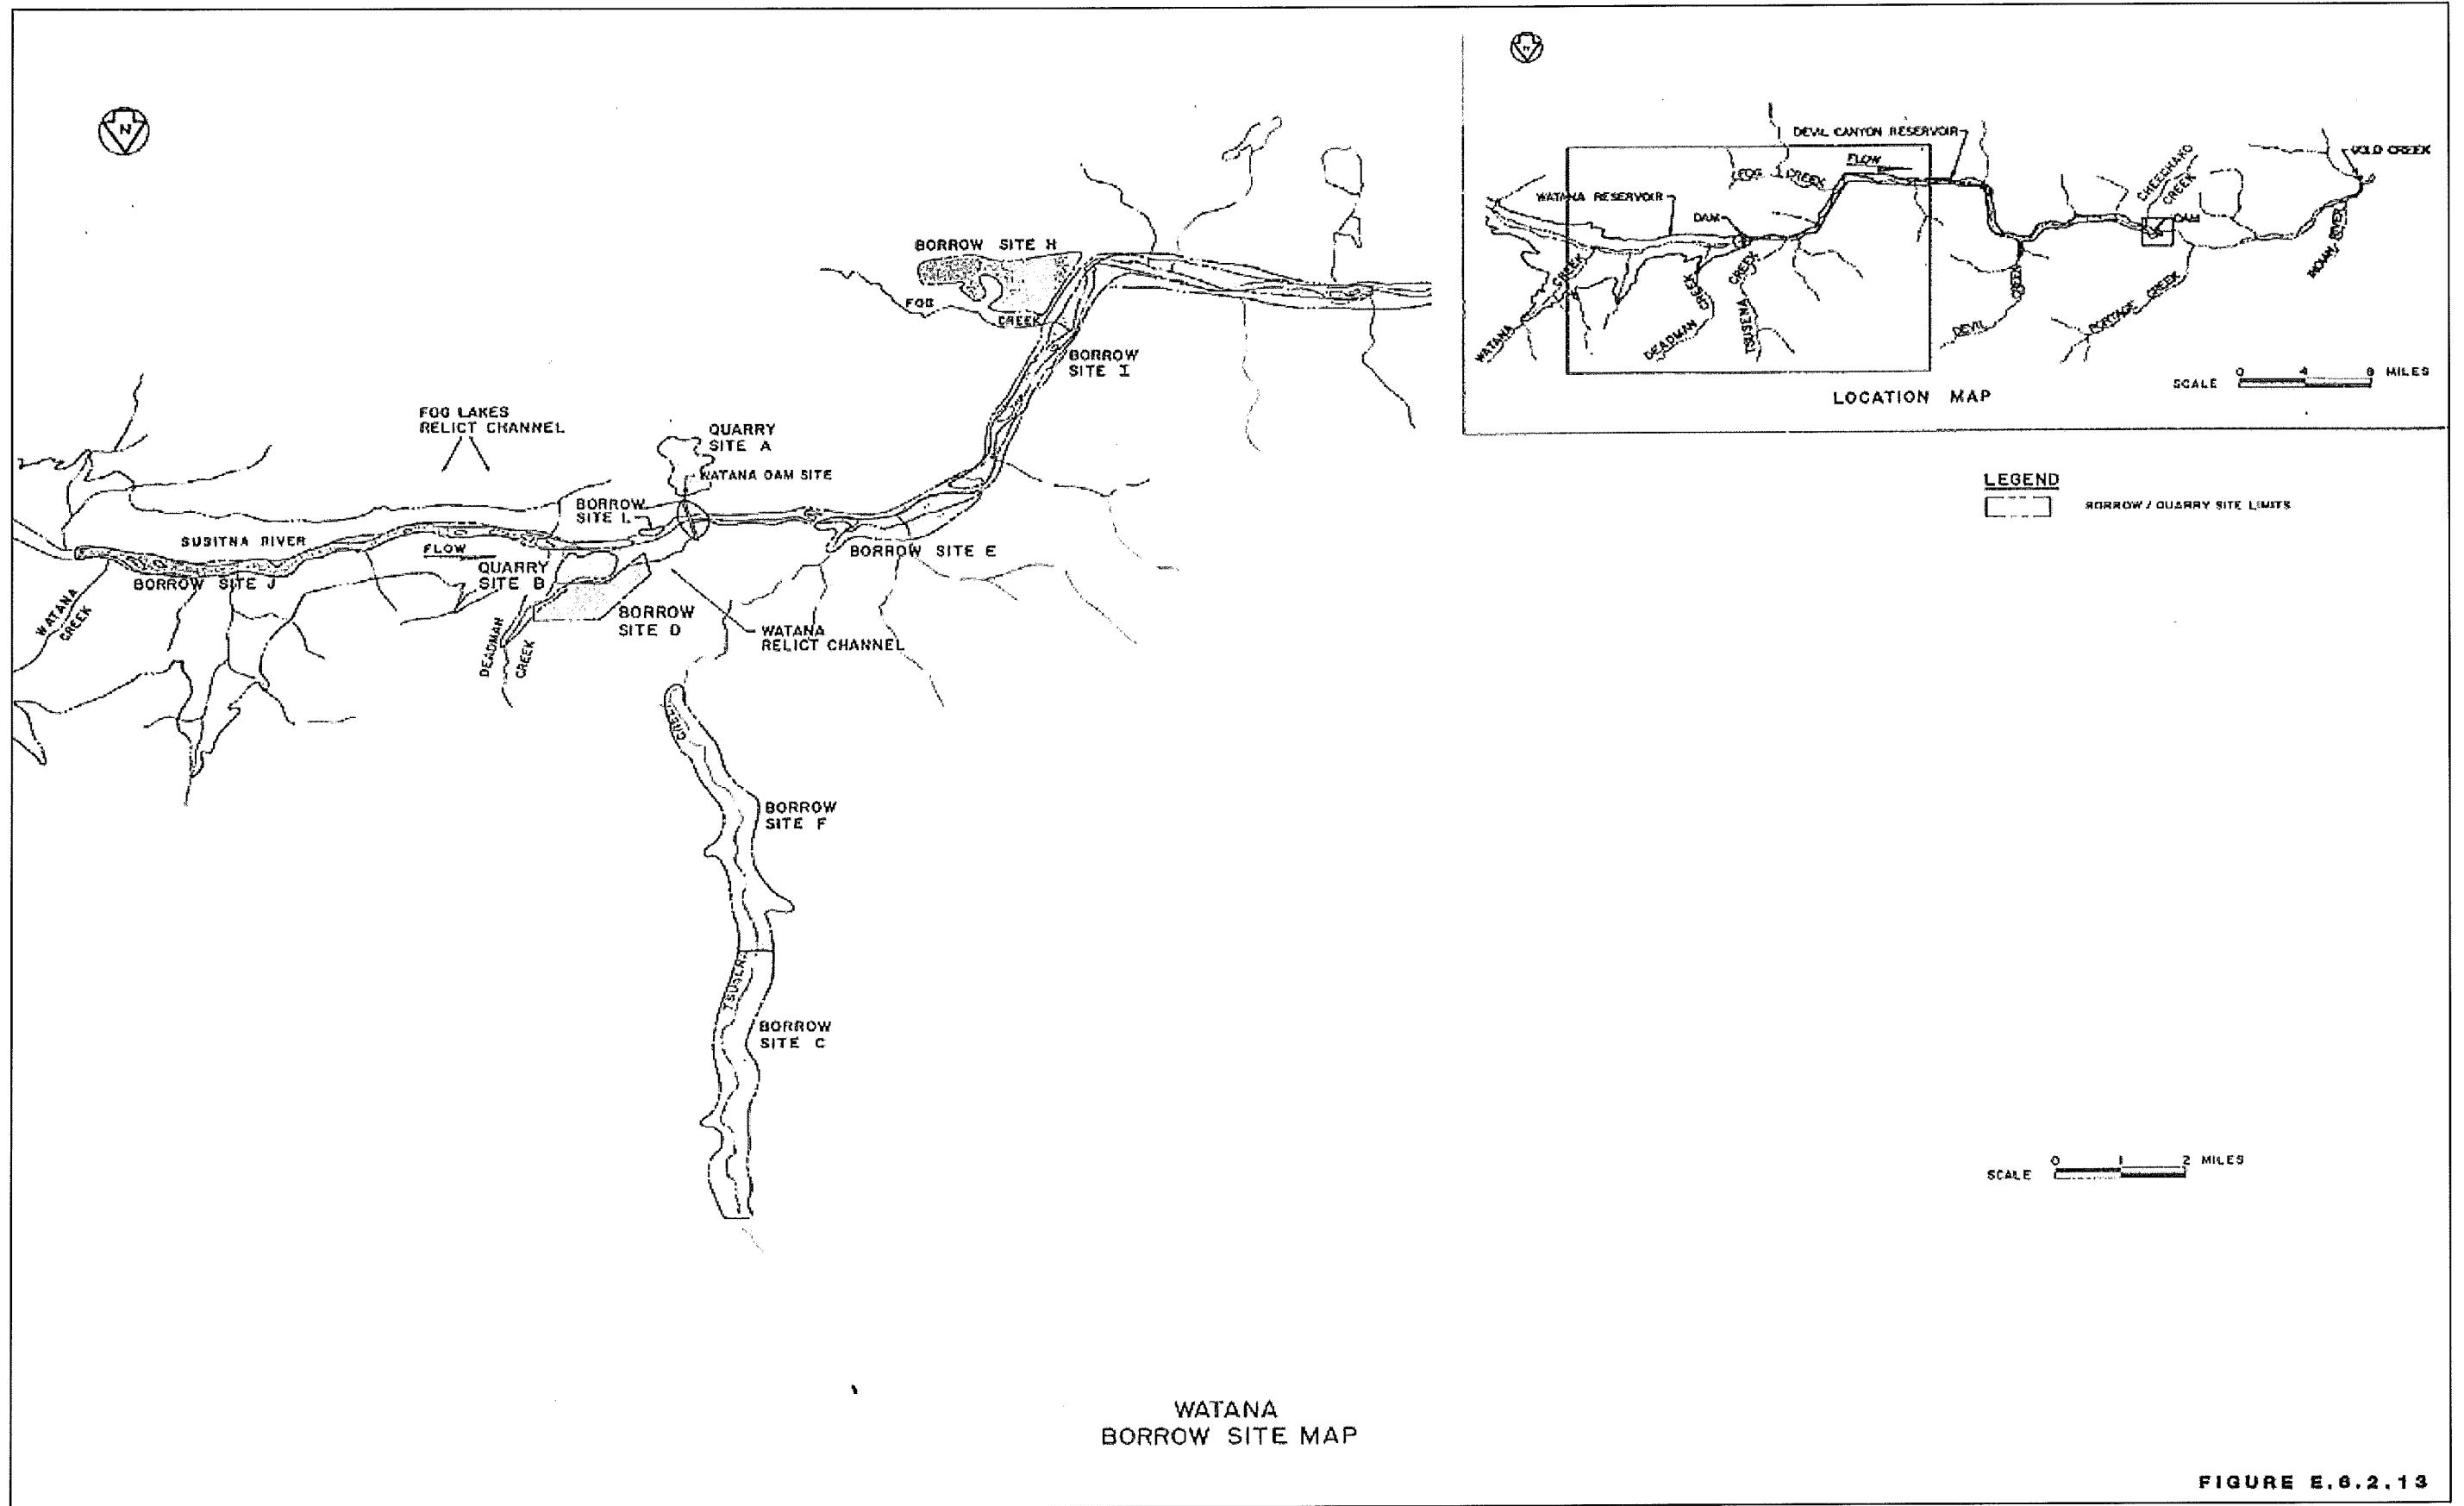 N
BORROW SITE H
FOG
CREEK
BORROW
SITE I
FOG LAKES
RELICT CHANNEL
QUARRY
SITE A
WATANA DAM SITE
BORROW
SITE L
SUSITNA RIVER
FLOW
BORROW SITE E
QUARRY
SITE B
BORROW SITE J
WATANA
CREEK
BORROW
SITE D
DEADMAN
CREEK
WATANA
RELICT CHANNEL
CREEK
BORROW
SITE F
BORROW
SITE C
DEVIL CANYON RESERVOIR
FLOW
FOG CREEK
WATANA RESERVOIR
DAM
WATANA
CREEK
DEADMAN
CREEK
TSUSENA
CREEK
DEVIL
CREEK
CHEECHAKO
CREEK
DAM
PORTAGE CREEK
GOLD CREEK
INDIAN RIVER
SCALE 0 4 8 MILES
LOCATION MAP
LEGEND
BORROW / QUARRY SITE LIMITS
SCALE 0 1 2 MILES
WATANA
BORROW SITE MAP
FIGURE E.6.2.13